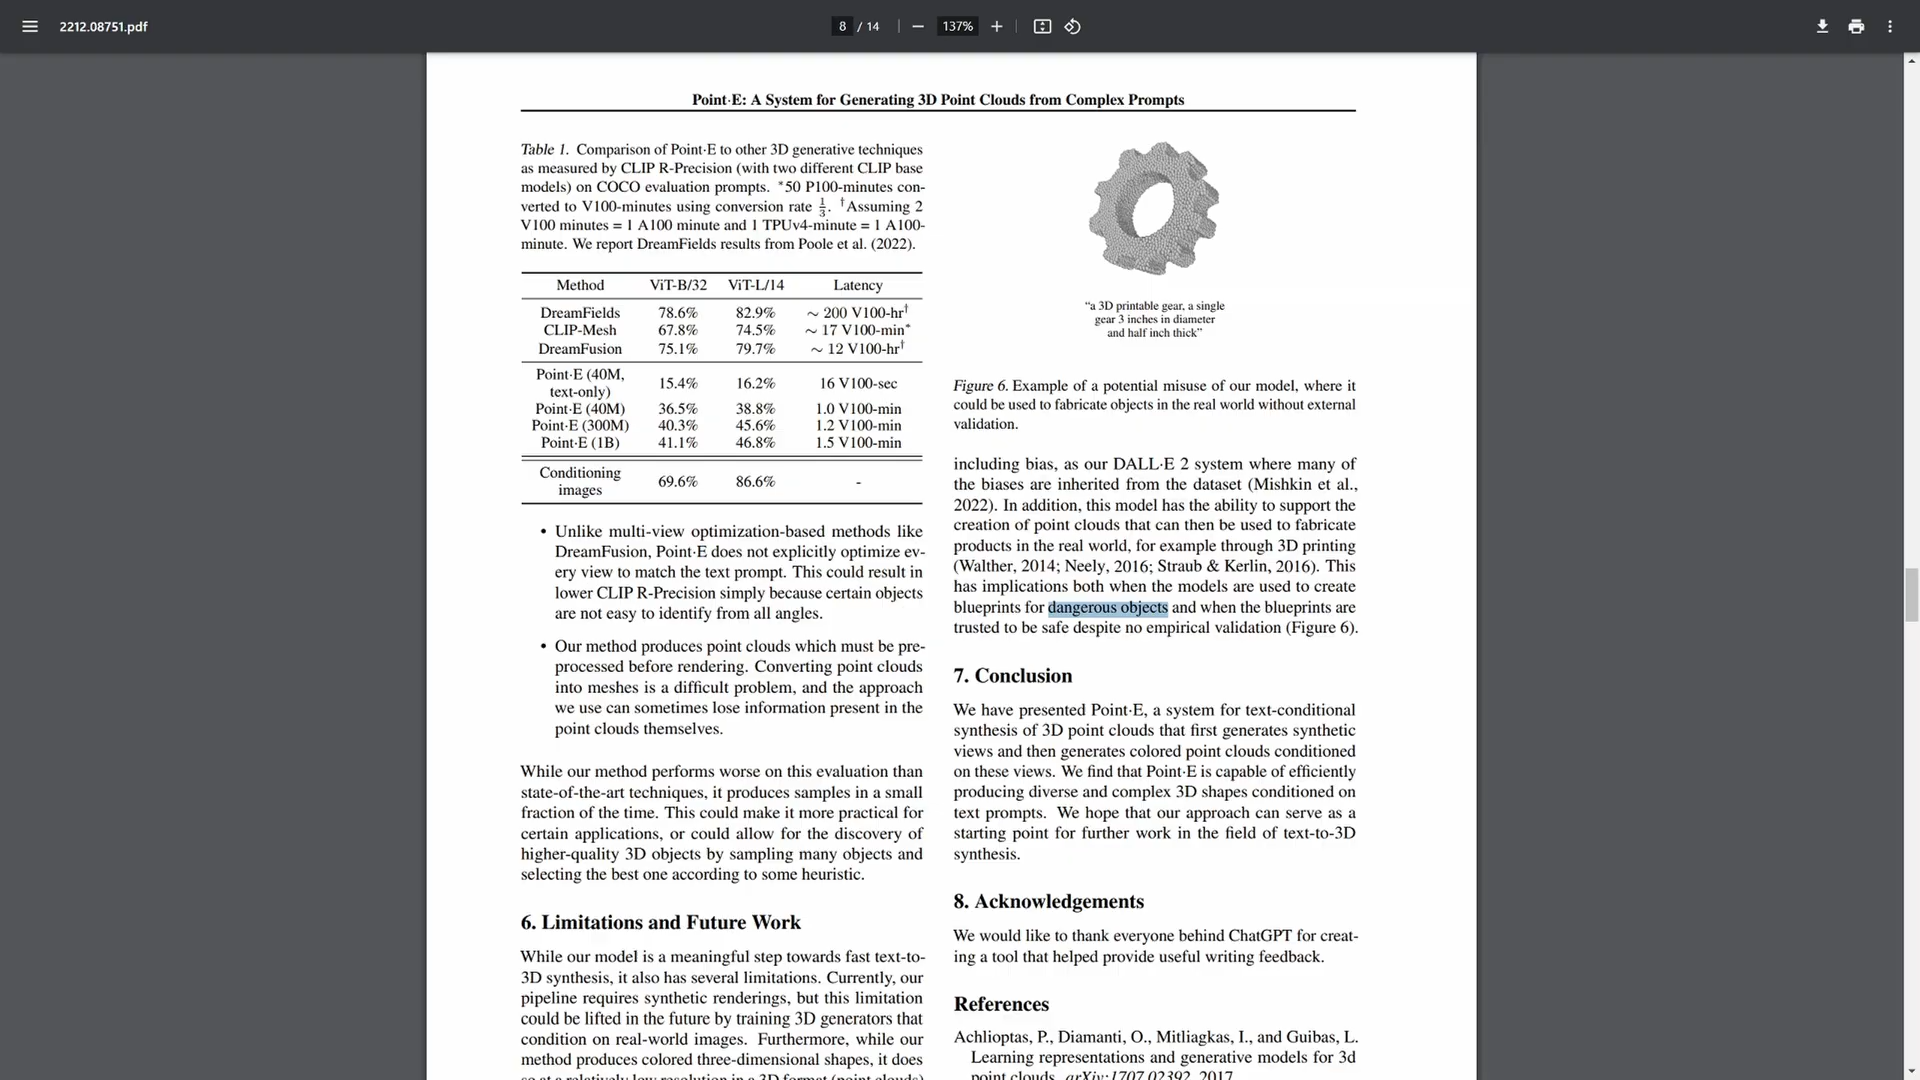 2212.08751.pdf
8 / 14
137%
Point·E: A System for Generating 3D Point Clouds from Complex Prompts
Table 1. Comparison of Point·E to other 3D generative techniques
as measured by CLIP R-Precision (with two different CLIP base
models) on COCO evaluation prompts. *50 P100-minutes con-
verted to V100-minutes using conversion rate 1/3. †Assuming 2
V100 minutes = 1 A100 minute and 1 TPUv4-minute = 1 A100-
minute. We report DreamFields results from Poole et al. (2022).
Method ViT-B/32 ViT-L/14 Latency
DreamFields 78.6% 82.9% ∼ 200 V100-hr†
CLIP-Mesh 67.8% 74.5% ∼ 17 V100-min*
DreamFusion 75.1% 79.7% ∼ 12 V100-hr†
Point·E (40M,
text-only) 15.4% 16.2% 16 V100-sec
Point·E (40M) 36.5% 38.8% 1.0 V100-min
Point·E (300M) 40.3% 45.6% 1.2 V100-min
Point·E (1B) 41.1% 46.8% 1.5 V100-min
Conditioning
images 69.6% 86.6% -
• Unlike multi-view optimization-based methods like
DreamFusion, Point·E does not explicitly optimize ev-
ery view to match the text prompt. This could result in
lower CLIP R-Precision simply because certain objects
are not easy to identify from all angles.
• Our method produces point clouds which must be pre-
processed before rendering. Converting point clouds
into meshes is a difficult problem, and the approach
we use can sometimes lose information present in the
point clouds themselves.
While our method performs worse on this evaluation than
state-of-the-art techniques, it produces samples in a small
fraction of the time. This could make it more practical for
certain applications, or could allow for the discovery of
higher-quality 3D objects by sampling many objects and
selecting the best one according to some heuristic.
6. Limitations and Future Work
While our model is a meaningful step towards fast text-to-
3D synthesis, it also has several limitations. Currently, our
pipeline requires synthetic renderings, but this limitation
could be lifted in the future by training 3D generators that
condition on real-world images. Furthermore, while our
method produces colored three-dimensional shapes, it does
so at a relatively low resolution in a 3D format (point clouds)
“a 3D printable gear, a single
gear 3 inches in diameter
and half inch thick”
Figure 6. Example of a potential misuse of our model, where it
could be used to fabricate objects in the real world without external
validation.
including bias, as our DALL·E 2 system where many of
the biases are inherited from the dataset (Mishkin et al.,
2022). In addition, this model has the ability to support the
creation of point clouds that can then be used to fabricate
products in the real world, for example through 3D printing
(Walther, 2014; Neely, 2016; Straub & Kerlin, 2016). This
has implications both when the models are used to create
blueprints for dangerous objects and when the blueprints are
trusted to be safe despite no empirical validation (Figure 6).
7. Conclusion
We have presented Point·E, a system for text-conditional
synthesis of 3D point clouds that first generates synthetic
views and then generates colored point clouds conditioned
on these views. We find that Point·E is capable of efficiently
producing diverse and complex 3D shapes conditioned on
text prompts. We hope that our approach can serve as a
starting point for further work in the field of text-to-3D
synthesis.
8. Acknowledgements
We would like to thank everyone behind ChatGPT for creat-
ing a tool that helped provide useful writing feedback.
References
Achlioptas, P., Diamanti, O., Mitliagkas, I., and Guibas, L.
Learning representations and generative models for 3d
point clouds. arXiv:1707.02392, 2017.